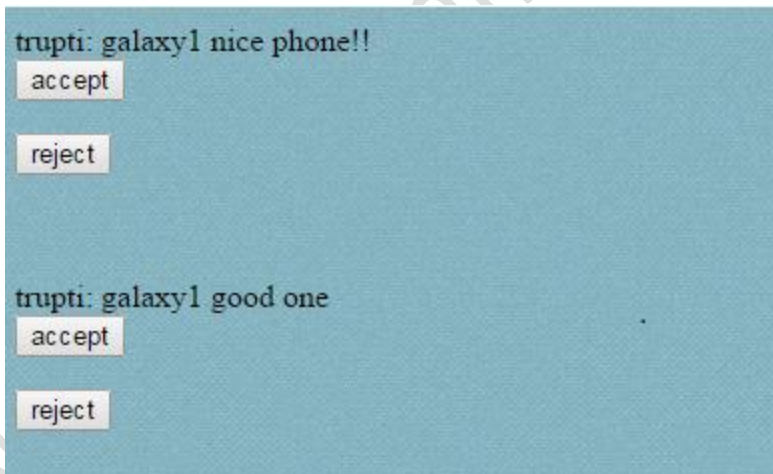 trupti: galaxy1 nice phone!!
accept
reject
trupti: galaxy1 good one
accept
reject